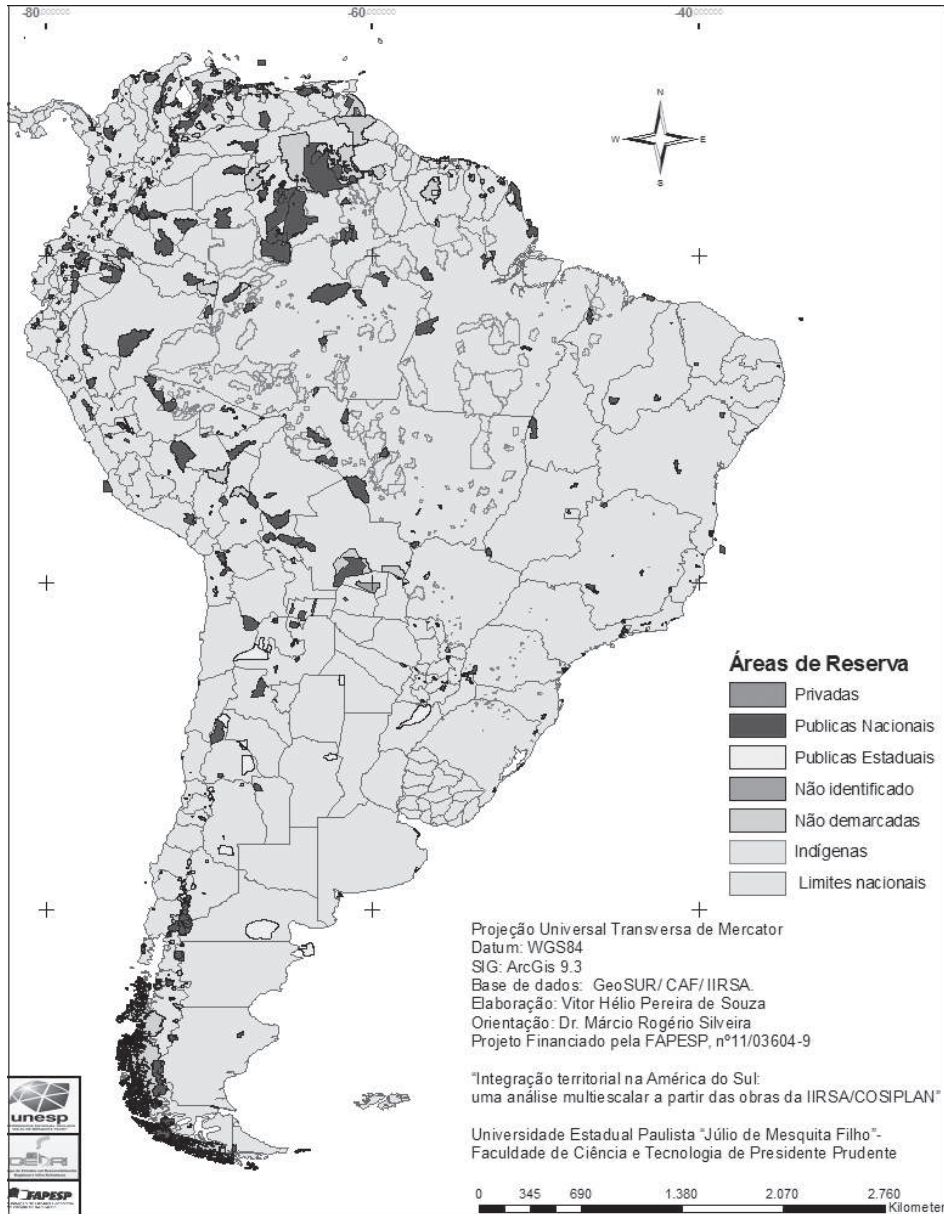 -80
-60
-40
N
W E
S
Áreas de Reserva
Privadas
Publicas Nacionais
Publicas Estaduais
Não identificado
Não demarcadas
Indígenas
Limites nacionais
Projeção Universal Transversa de Mercator
Datum: WGS84
SIG: ArcGis 9.3
Base de dados: GeoSUR/ CAF/ IIRSA.
Elaboração: Vitor Hélio Pereira de Souza
Orientação: Dr. Márcio Rogério Silveira
Projeto Financiado pela FAPESP, nº11/03604-9
"Integração territorial na América do Sul:
uma análise multiescalar a partir das obras da IIRSA/COSIPLAN"
Universidade Estadual Paulista "Júlio de Mesquita Filho"-
Faculdade de Ciência e Tecnologia de Presidente Prudente
unesp
FAPESP
0 345 690 1.380 2.070 2.760
Kilometer